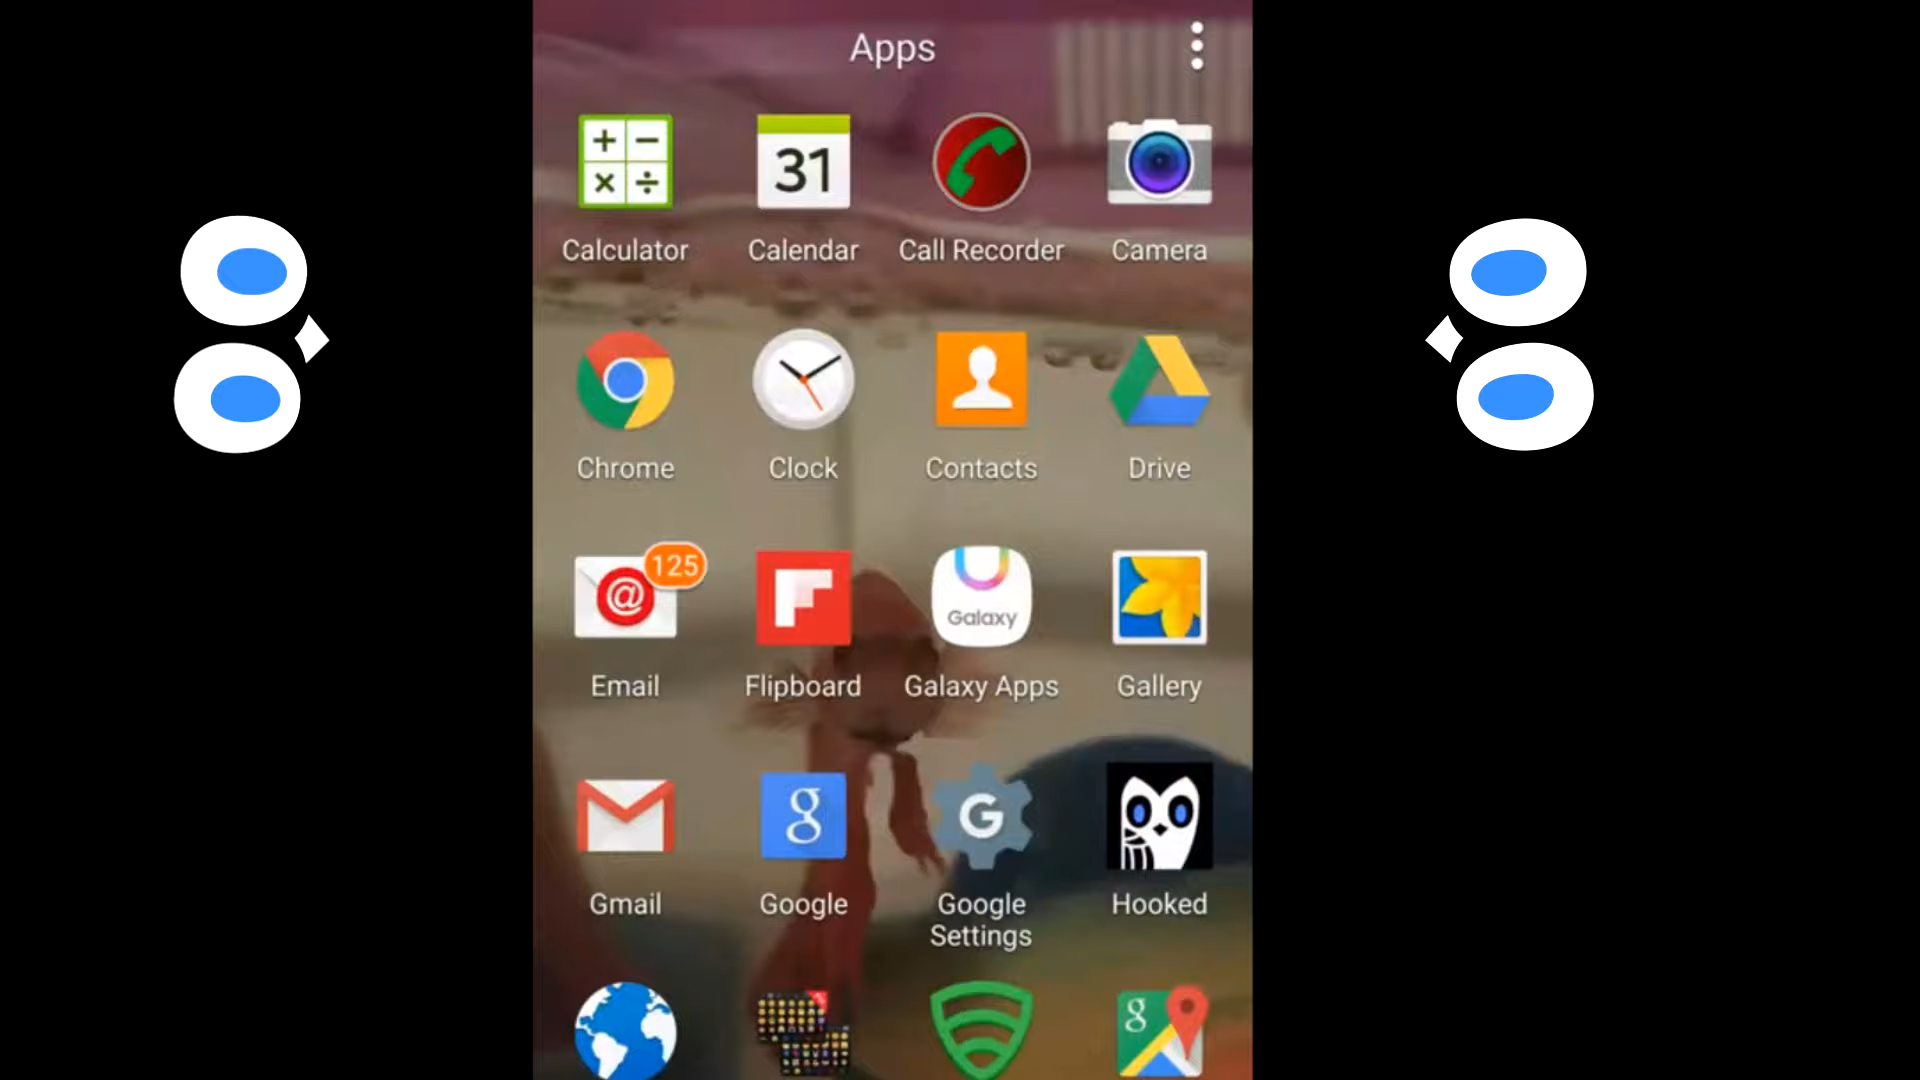 Apps
31
Calculator
Calendar
Call Recorder
Camera
Chrome
Clock
Contacts
Drive
@
125
Galaxy
Email
Flipboard
Galaxy Apps
Gallery
g
G
Gmail
Google
Google
Settings
Hooked
g